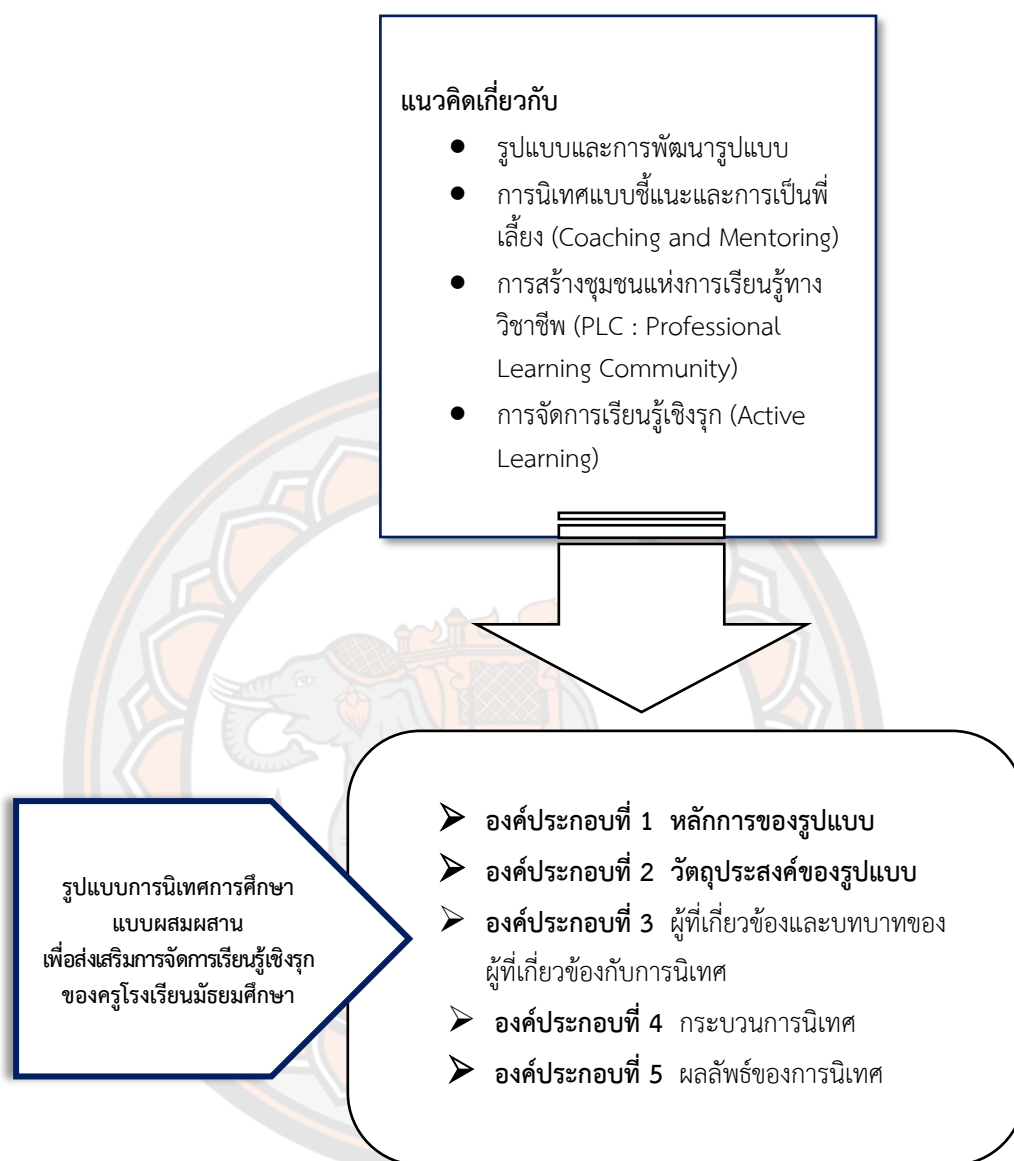 แนวคิดเกี่ยวกับ
● รูปแบบและการพัฒนารูปแบบ
● การนิเทศแบบชี้แนะและการเป็นพี่
เลี้ยง (Coaching and Mentoring)
● การสร้างชุมชนแห่งการเรียนรู้ทาง
วิชาชีพ (PLC : Professional
Learning Community)
● การจัดการเรียนรู้เชิงรุก (Active
Learning)
รูปแบบการนิเทศการศึกษา
แบบผสมผสาน
เพื่อส่งเสริมการจัดการเรียนรู้เชิงรุก
ของครูโรงเรียนมัธยมศึกษา
➢ องค์ประกอบที่ 1 หลักการของรูปแบบ
➢ องค์ประกอบที่ 2 วัตถุประสงค์ของรูปแบบ
➢ องค์ประกอบที่ 3 ผู้ที่เกี่ยวข้องและบทบาทของ
ผู้ที่เกี่ยวข้องกับการนิเทศ
➢ องค์ประกอบที่ 4 กระบวนการนิเทศ
➢ องค์ประกอบที่ 5 ผลลัพธ์ของการนิเทศ